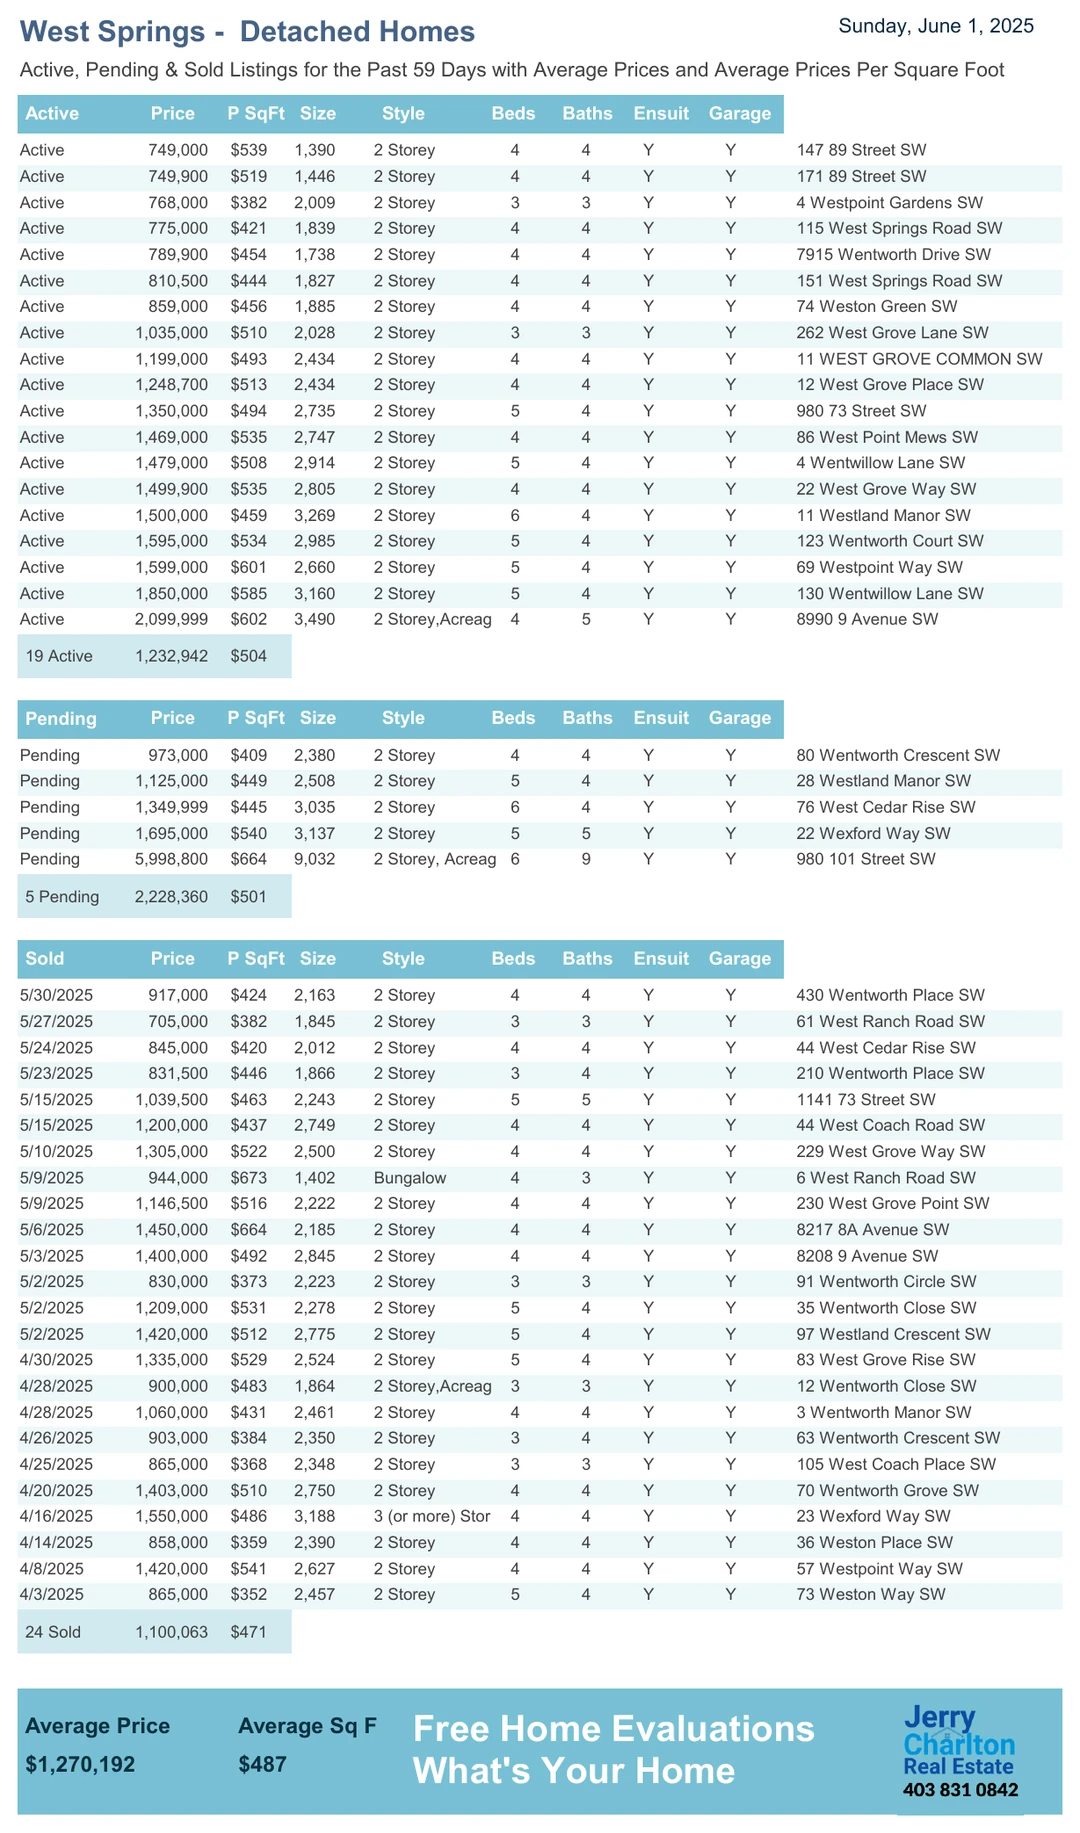 West Springs -  Detached Homes
Sunday, June 1, 2025
Active, Pending & Sold Listings for the Past 59 Days with Average Prices and Average Prices Per Square Foot
Active Price P SqFt Size Style Beds Baths Ensuit Garage
Active 749,000 $539 1,390 2 Storey 4 4 Y Y 147 89 Street SW
Active 749,900 $519 1,446 2 Storey 4 4 Y Y 171 89 Street SW
Active 768,000 $382 2,009 2 Storey 3 3 Y Y 4 Westpoint Gardens SW
Active 775,000 $421 1,839 2 Storey 4 4 Y Y 115 West Springs Road SW
Active 789,900 $454 1,738 2 Storey 4 4 Y Y 7915 Wentworth Drive SW
Active 810,500 $444 1,827 2 Storey 4 4 Y Y 151 West Springs Road SW
Active 859,000 $456 1,885 2 Storey 4 4 Y Y 74 Weston Green SW
Active 1,035,000 $510 2,028 2 Storey 3 3 Y Y 262 West Grove Lane SW
Active 1,199,000 $493 2,434 2 Storey 4 4 Y Y 11 WEST GROVE COMMON SW
Active 1,248,700 $513 2,434 2 Storey 4 4 Y Y 12 West Grove Place SW
Active 1,350,000 $494 2,735 2 Storey 5 4 Y Y 980 73 Street SW
Active 1,469,000 $535 2,747 2 Storey 4 4 Y Y 86 West Point Mews SW
Active 1,479,000 $508 2,914 2 Storey 5 4 Y Y 4 Wentwillow Lane SW
Active 1,499,900 $535 2,805 2 Storey 4 4 Y Y 22 West Grove Way SW
Active 1,500,000 $459 3,269 2 Storey 6 4 Y Y 11 Westland Manor SW
Active 1,595,000 $534 2,985 2 Storey 5 4 Y Y 123 Wentworth Court SW
Active 1,599,000 $601 2,660 2 Storey 5 4 Y Y 69 Westpoint Way SW
Active 1,850,000 $585 3,160 2 Storey 5 4 Y Y 130 Wentwillow Lane SW
Active 2,099,999 $602 3,490 2 Storey,Acreag 4 5 Y Y 8990 9 Avenue SW
19 Active 1,232,942 $504
Pending Price P SqFt Size Style Beds Baths Ensuit Garage
Pending 973,000 $409 2,380 2 Storey 4 4 Y Y 80 Wentworth Crescent SW
Pending 1,125,000 $449 2,508 2 Storey 5 4 Y Y 28 Westland Manor SW
Pending 1,349,999 $445 3,035 2 Storey 6 4 Y Y 76 West Cedar Rise SW
Pending 1,695,000 $540 3,137 2 Storey 5 5 Y Y 22 Wexford Way SW
Pending 5,998,800 $664 9,032 2 Storey, Acreag 6 9 Y Y 980 101 Street SW
5 Pending 2,228,360 $501
Sold Price P SqFt Size Style Beds Baths Ensuit Garage
5/30/2025 917,000 $424 2,163 2 Storey 4 4 Y Y 430 Wentworth Place SW
5/27/2025 705,000 $382 1,845 2 Storey 3 3 Y Y 61 West Ranch Road SW
5/24/2025 845,000 $420 2,012 2 Storey 4 4 Y Y 44 West Cedar Rise SW
5/23/2025 831,500 $446 1,866 2 Storey 3 4 Y Y 210 Wentworth Place SW
5/15/2025 1,039,500 $463 2,243 2 Storey 5 5 Y Y 1141 73 Street SW
5/15/2025 1,200,000 $437 2,749 2 Storey 4 4 Y Y 44 West Coach Road SW
5/10/2025 1,305,000 $522 2,500 2 Storey 4 4 Y Y 229 West Grove Way SW
5/9/2025 944,000 $673 1,402 Bungalow 4 3 Y Y 6 West Ranch Road SW
5/9/2025 1,146,500 $516 2,222 2 Storey 4 4 Y Y 230 West Grove Point SW
5/6/2025 1,450,000 $664 2,185 2 Storey 4 4 Y Y 8217 8A Avenue SW
5/3/2025 1,400,000 $492 2,845 2 Storey 4 4 Y Y 8208 9 Avenue SW
5/2/2025 830,000 $373 2,223 2 Storey 3 3 Y Y 91 Wentworth Circle SW
5/2/2025 1,209,000 $531 2,278 2 Storey 5 4 Y Y 35 Wentworth Close SW
5/2/2025 1,420,000 $512 2,775 2 Storey 5 4 Y Y 97 Westland Crescent SW
4/30/2025 1,335,000 $529 2,524 2 Storey 5 4 Y Y 83 West Grove Rise SW
4/28/2025 900,000 $483 1,864 2 Storey,Acreag 3 3 Y Y 12 Wentworth Close SW
4/28/2025 1,060,000 $431 2,461 2 Storey 4 4 Y Y 3 Wentworth Manor SW
4/26/2025 903,000 $384 2,350 2 Storey 3 4 Y Y 63 Wentworth Crescent SW
4/25/2025 865,000 $368 2,348 2 Storey 3 3 Y Y 105 West Coach Place SW
4/20/2025 1,403,000 $510 2,750 2 Storey 4 4 Y Y 70 Wentworth Grove SW
4/16/2025 1,550,000 $486 3,188 3 (or more) Stor 4 4 Y Y 23 Wexford Way SW
4/14/2025 858,000 $359 2,390 2 Storey 4 4 Y Y 36 Weston Place SW
4/8/2025 1,420,000 $541 2,627 2 Storey 4 4 Y Y 57 Westpoint Way SW
4/3/2025 865,000 $352 2,457 2 Storey 5 4 Y Y 73 Weston Way SW
24 Sold 1,100,063 $471
Average Price Average Sq F
$1,270,192 $487
Free Home Evaluations
What's Your Home
Jerry
Charlton
Real Estate
403 831 0842